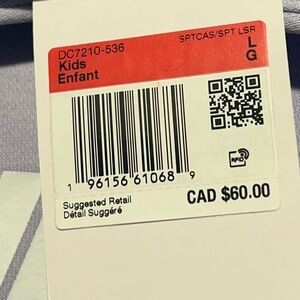 SPTCAS/SPT LSR
DC7210-536
L
Kids
G
Enfant
1 96156 61068 9
RFID
Suggested Retail
CAD $60.00
Détail Suggéré